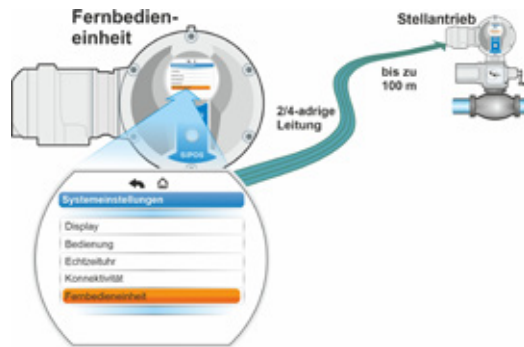 Fernbedien-
einheit
Stellantrieb
bis zu
100 m
2/4-adrige
Leitung
SIPOS
Systemeinstellungen
Display
Bedienung
Echtzeituhr
Konnektivität
Fernbedieneinheit